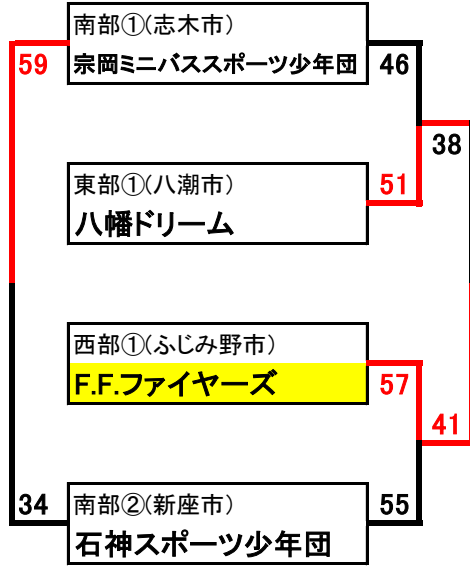 南部①(志木市)
59
宗岡ミニバススポーツ少年団
46
38
東部①(八潮市)
51
八幡ドリーム
西部①(ふじみ野市)
F.F.ファイヤーズ
57
41
34
南部②(新座市)
55
石神スポーツ少年団